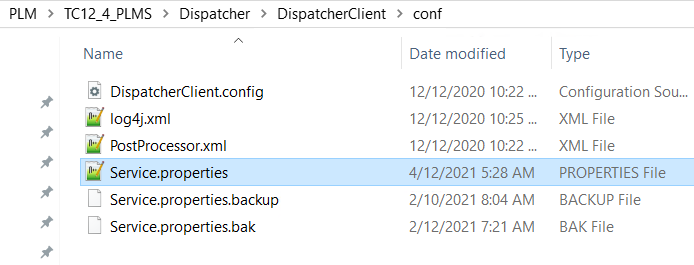 PLM > TC12_4_PLMS > Dispatcher > DispatcherClient > conf
Name Date modified Type
DispatcherClient.config 12/12/2020 10:22 ... Configuration Sou...
log4j.xml 12/12/2020 10:25 ... XML File
PostProcessor.xml 12/12/2020 10:22 ... XML File
Service.properties 4/12/2021 5:28 AM PROPERTIES File
Service.properties.backup 2/10/2021 8:04 AM BACKUP File
Service.properties.bak 2/12/2021 7:21 AM BAK File